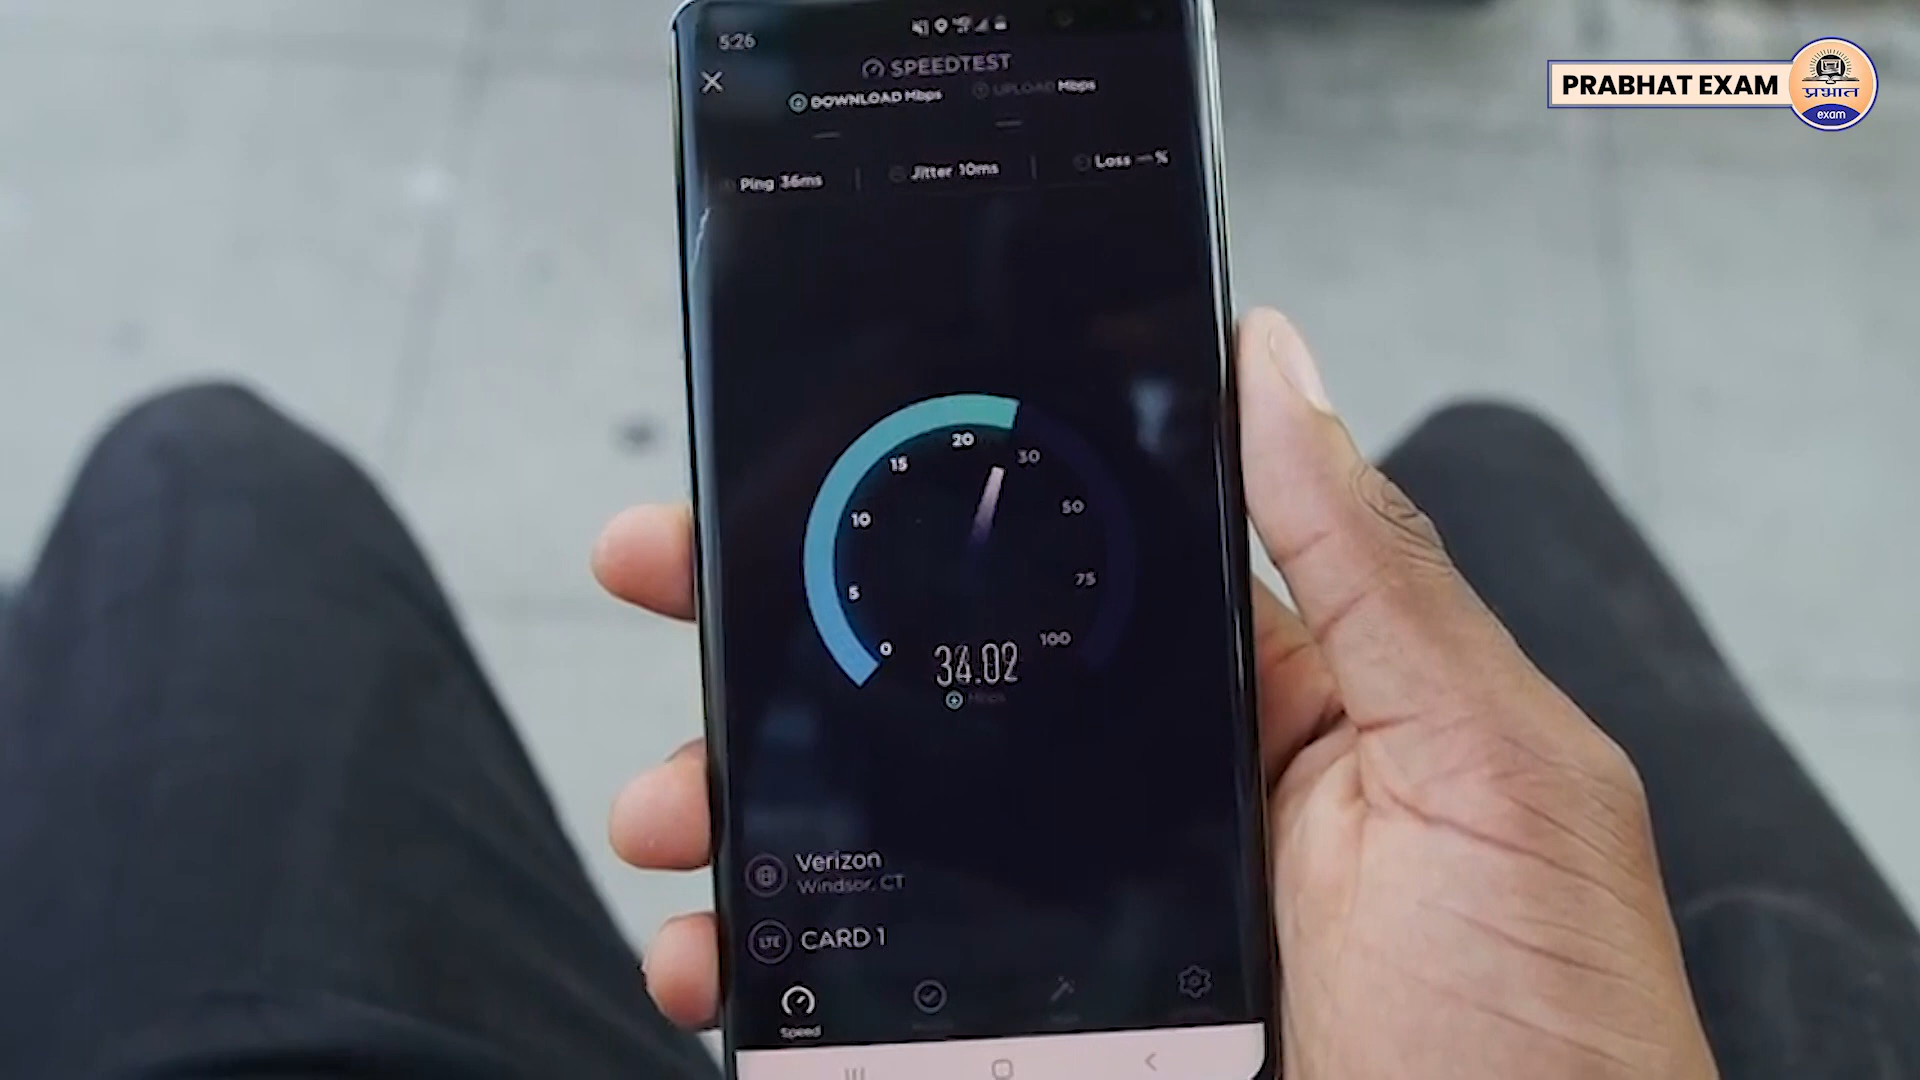 5:26
SPEEDTEST
DOWNLOAD Mbps
UPLOAD Mbps
Ping 36ms
Jitter 10ms
Loss — %
PRABHAT EXAM
प्रभात
exam
20
15
30
10
50
5
75
0
100
34.02
Mbps
Verizon
Windsor, CT
LTE
CARD 1
Speed